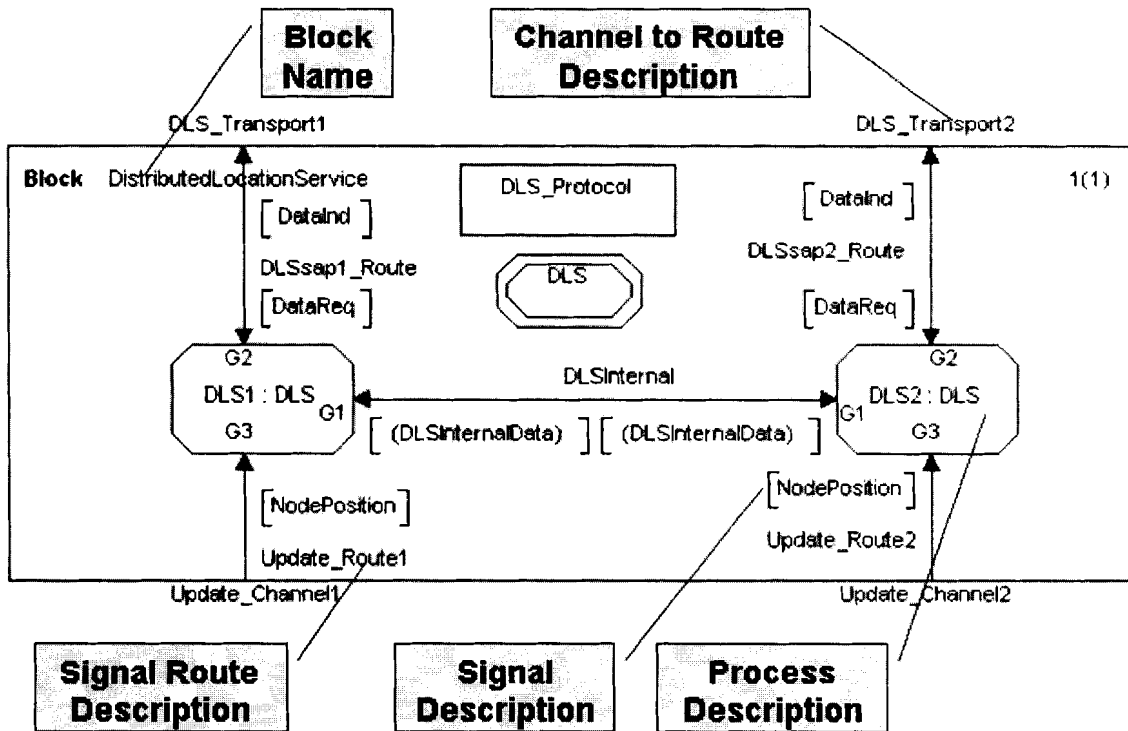 Block
Name
Channel to Route
Description
DLS_Transport1
DLS_Transport2
Block DistributedLocationService
1(1)
DLS_Protocol
[DataInd]
[DataInd]
DLSsap1_Route
DLSsap2_Route
DLS
[DataReq]
[DataReq]
G2
G2
DLS1 : DLS
G1
DLSInternal
G1
DLS2 : DLS
G3
G3
[(DLSInternalData)] [(DLSInternalData)]
[NodePosition]
[NodePosition]
Update_Route1
Update_Route2
Update_Channel1
Update_Channel2
Signal Route
Description
Signal
Description
Process
Description